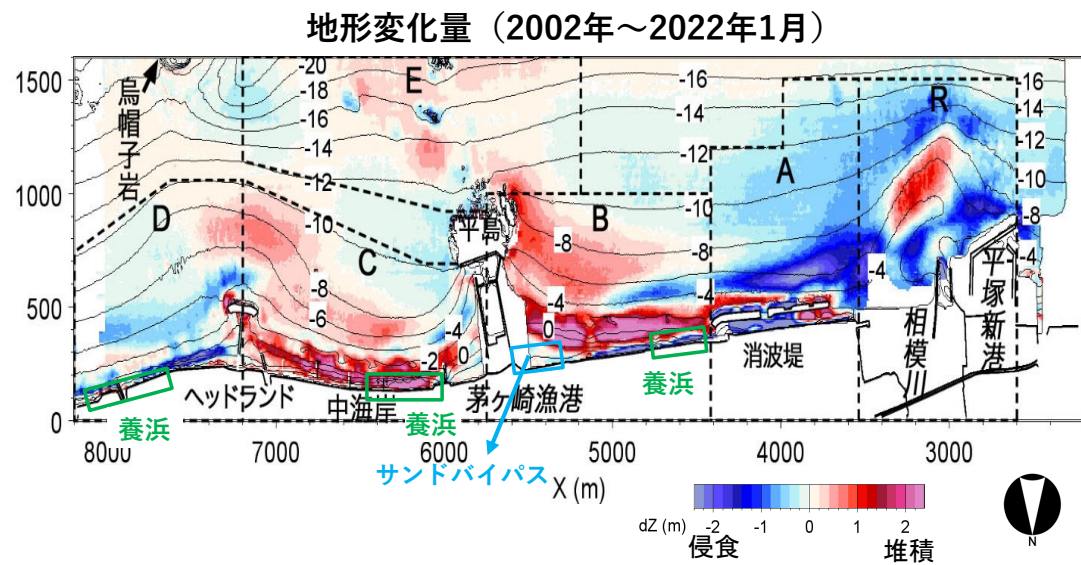 地形変化量（2002年～2022年1月）
1500
1000
500
0
烏帽子岩
-20
-18
-16
-14
-12
-10
-8
-6
-4
-2
0
E
D
C
平島
B
-8
-4
0
A
R
-16
-14
-12
-10
-8
-4
-16
-14
-12
-10
-8
-4
平塚新港
相模川
消波堤
養浜
茅ヶ崎漁港
養浜
中海岸
ヘッドランド
養浜
サンドバイパス
8000
7000
6000
5000
4000
3000
X (m)
dZ (m)
-2
-1
0
1
2
侵食
堆積
N